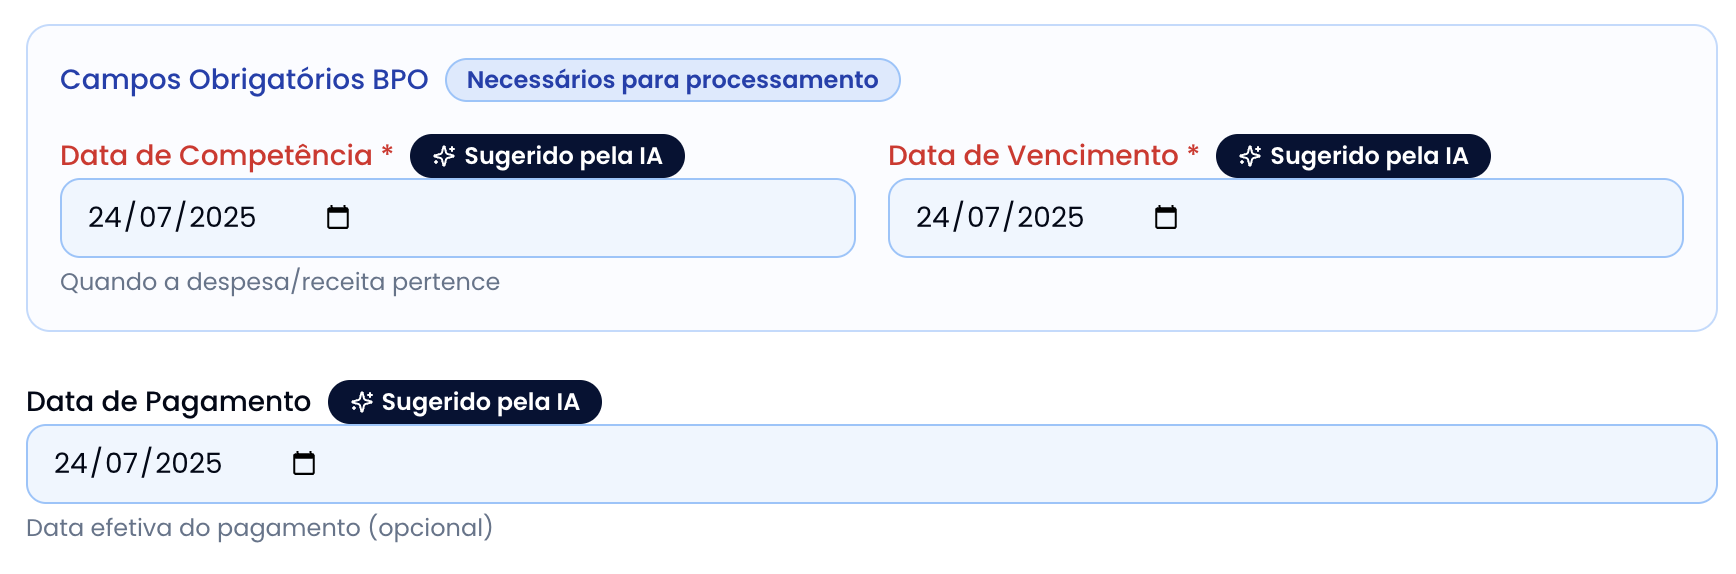 Campos Obrigatórios BPO Necessários para processamento
Data de Competência * Sugerido pela IA
24/07/2025
Quando a despesa/receita pertence
Data de Vencimento * Sugerido pela IA
24/07/2025
Data de Pagamento Sugerido pela IA
24/07/2025
Data efetiva do pagamento (opcional)